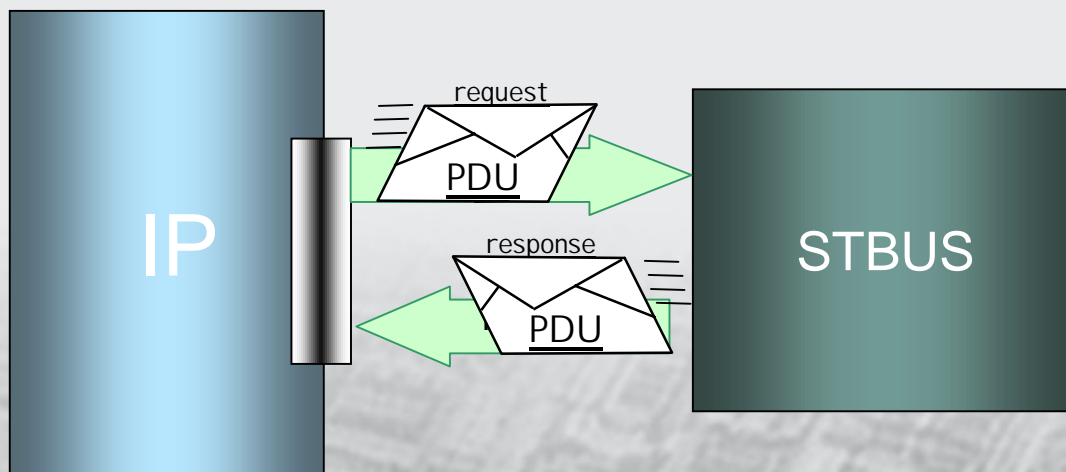 request
PDU
IP
response
STBUS
PDU